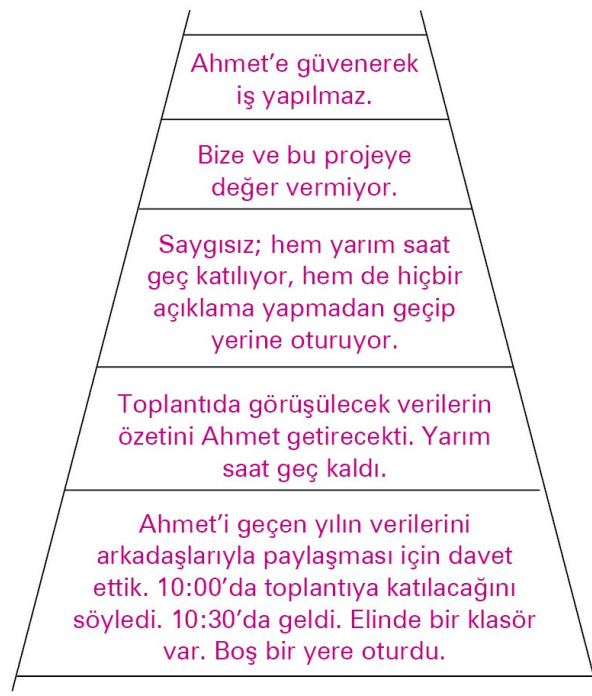 Ahmet’e güvenerek
iş yapılmaz.
Bize ve bu projeye
değer vermiyor.
Saygısız; hem yarım saat
geç katılıyor, hem de hiçbir
açıklama yapmadan geçip
yerine oturuyor.
Toplantıda görüşülecek verilerin
özetini Ahmet getirecekti. Yarım
saat geç kaldı.
Ahmet’i geçen yılın verilerini
arkadaşlarıyla paylaşması için davet
ettik. 10:00’da toplantıya katılacağını
söyledi. 10:30’da geldi. Elinde bir klasör
var. Boş bir yere oturdu.